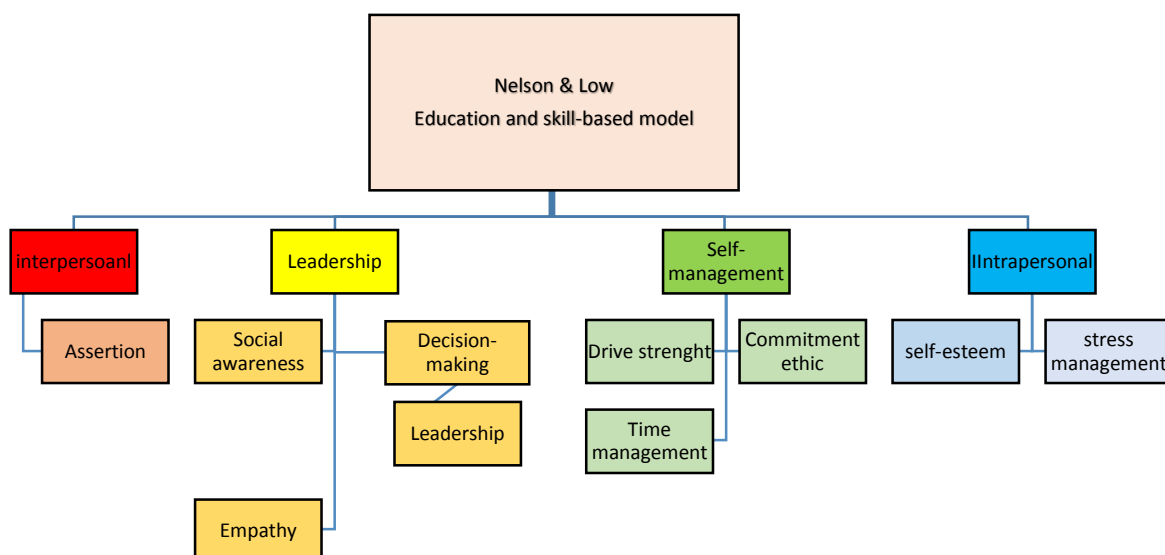 Nelson & Low
Education and skill-based model
interpersoanl
Leadership
Self-
management
IIntrapersonal
Assertion
Social
awareness
Decision-
making
Drive strenght
Commitment
ethic
self-esteem
stress
management
Leadership
Time
management
Empathy